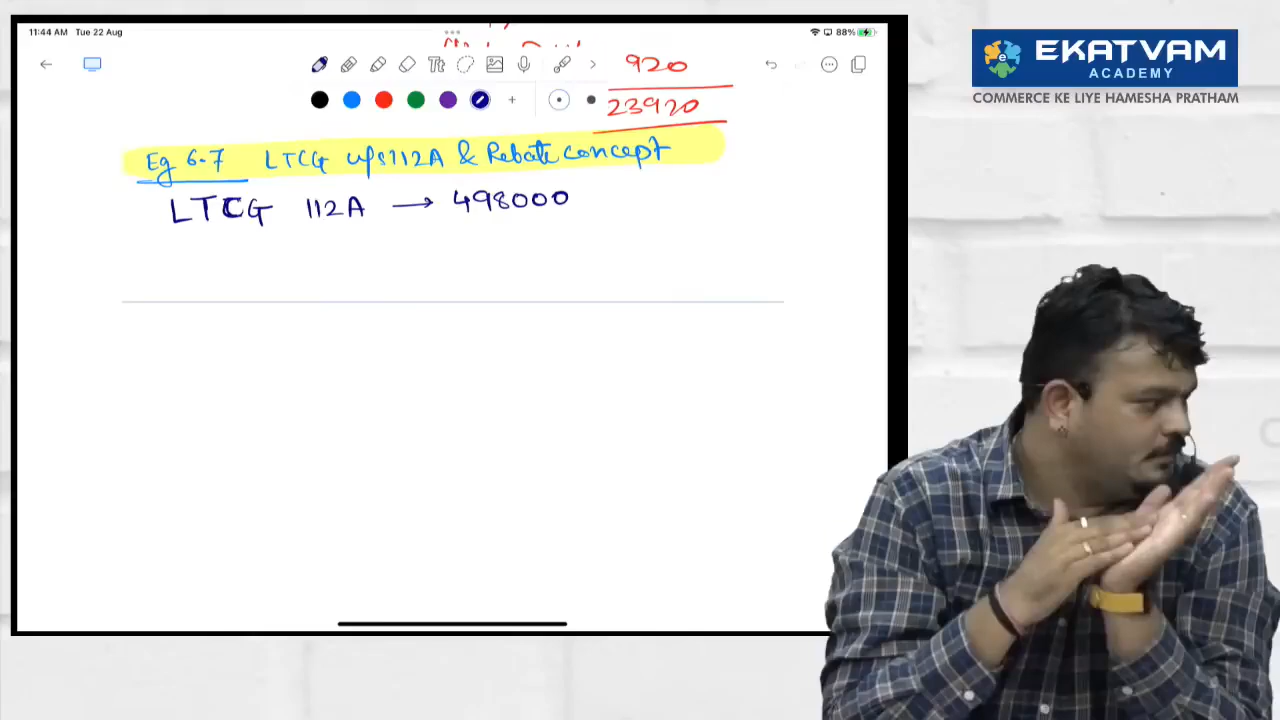 11:44 AM Tue 22 Aug
88%
920
23920
Eg 6.7 LTCG u/s 112A & Rebate concept
LTCG 112A → 498000
EKATVAM
ACADEMY
COMMERCE KE LIYE HAMESHA PRATHAM